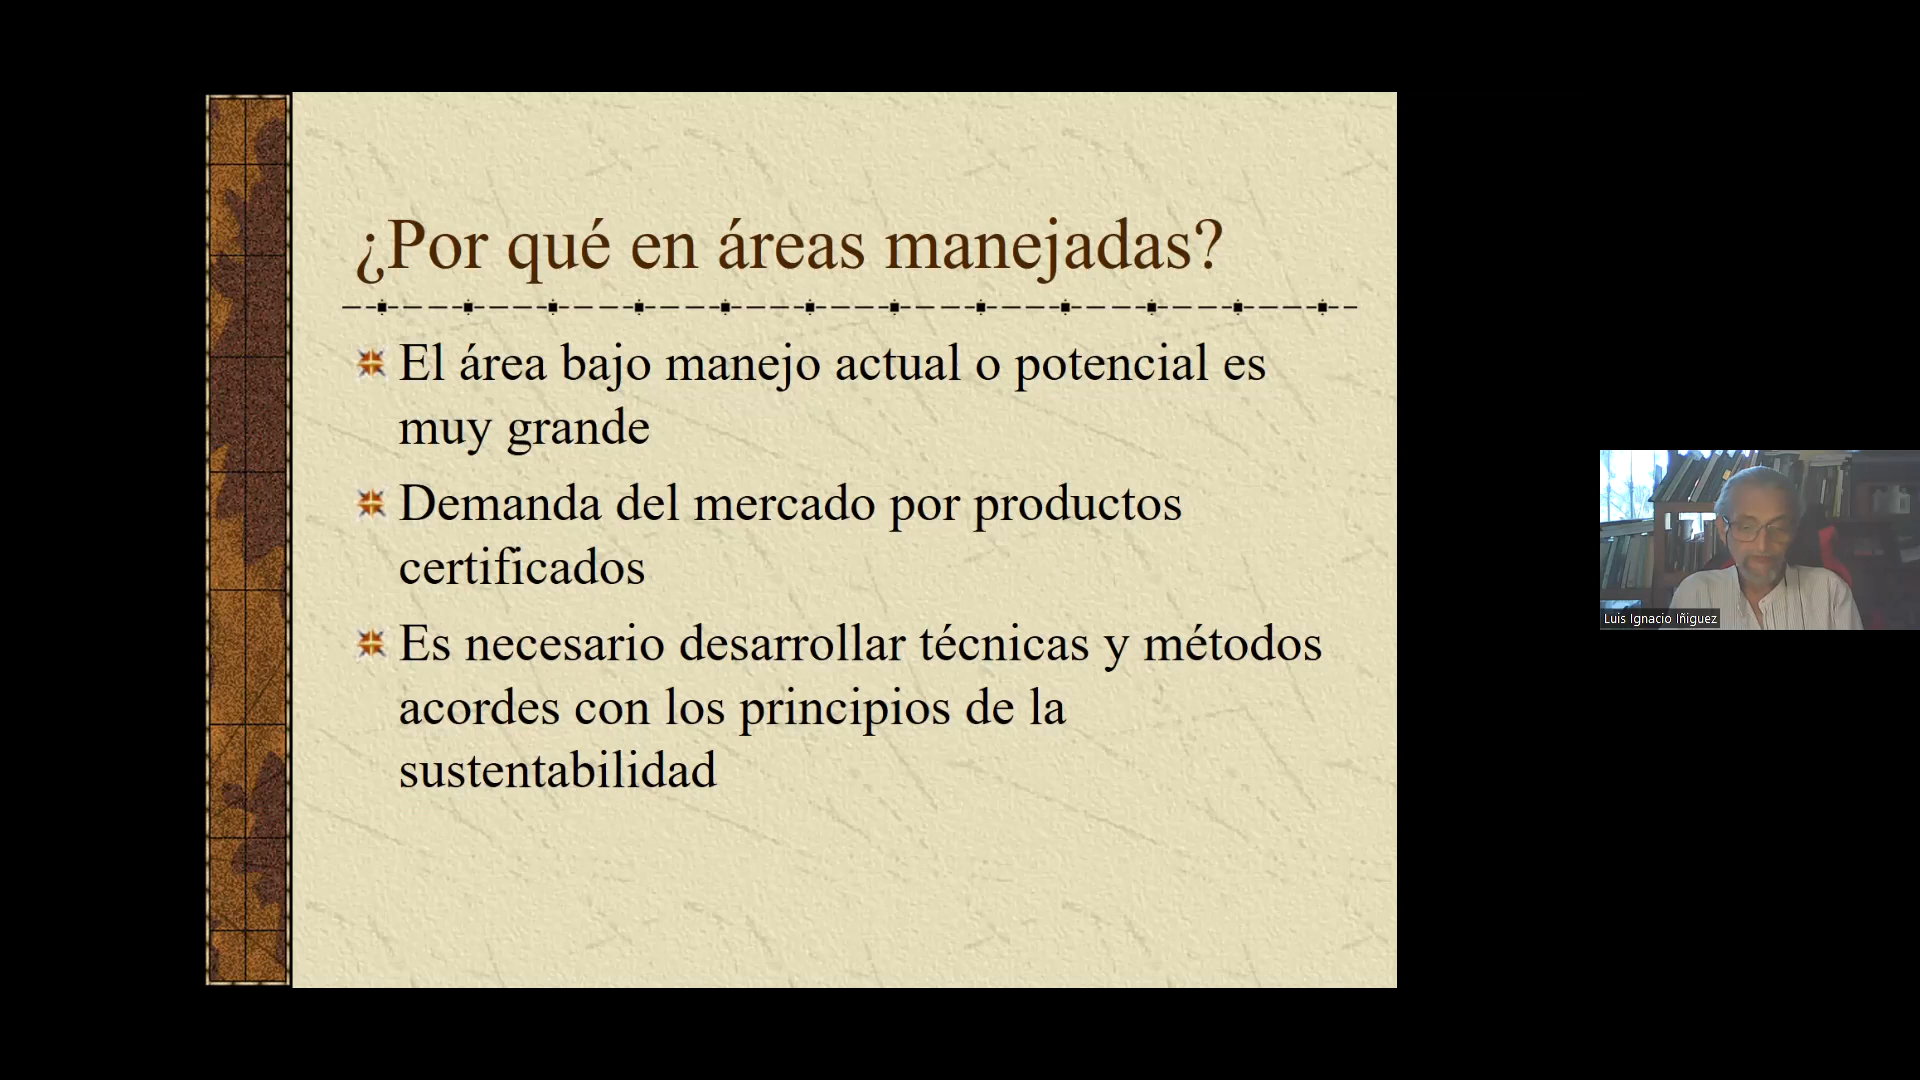 ¿Por qué en áreas manejadas?
El área bajo manejo actual o potencial es
muy grande
Demanda del mercado por productos
certificados
Es necesario desarrollar técnicas y métodos
acordes con los principios de la
sustentabilidad
Luis Ignacio Iñiguez